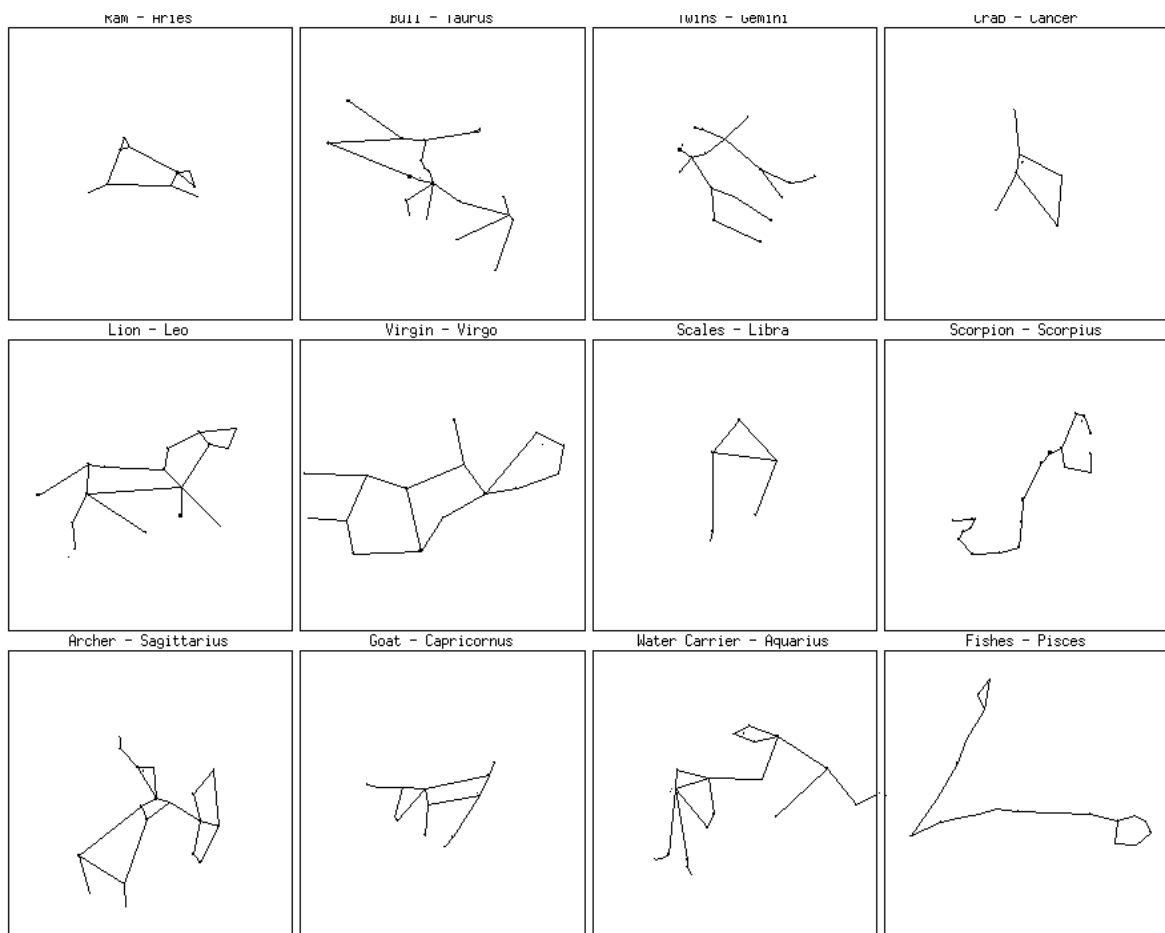 Ram - Aries
Bull - Taurus
Twins - Gemini
Crab - Cancer
Lion - Leo
Virgin - Virgo
Scales - Libra
Scorpion - Scorpius
Archer - Sagittarius
Goat - Capricornus
Water Carrier - Aquarius
Fishes - Pisces